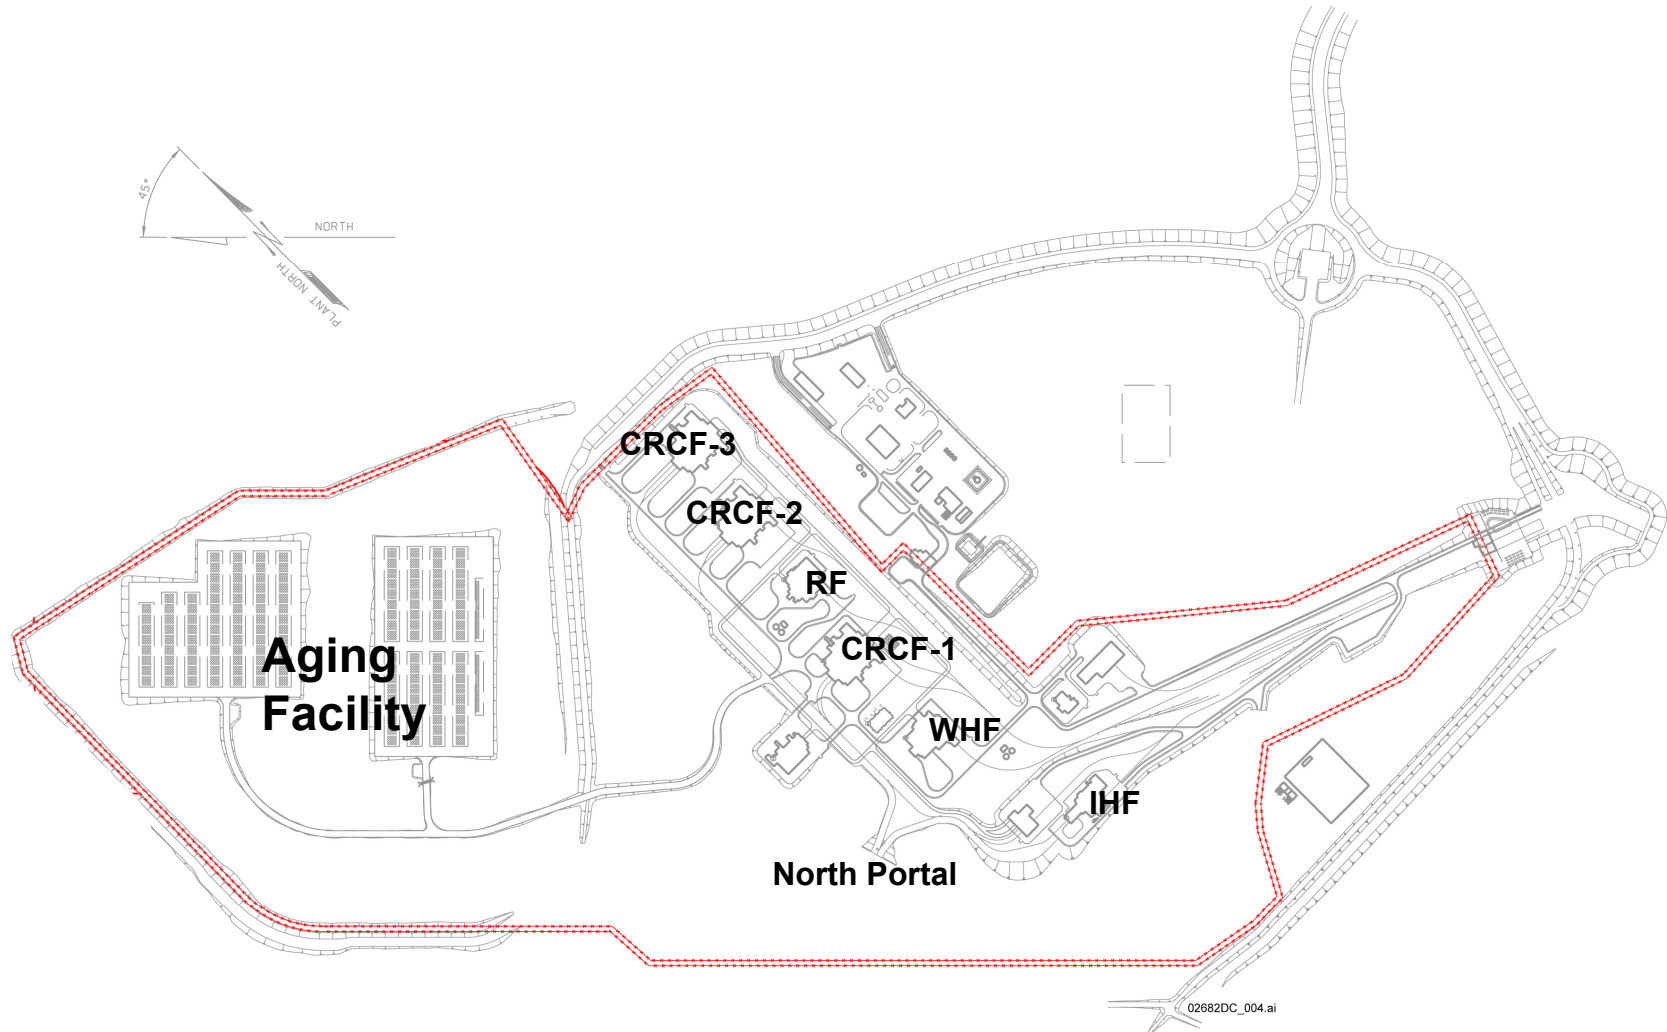 45°
NORTH
PLANT NORTH
CRCF-3
CRCF-2
RF
CRCF-1
Aging
Facility
WHF
IHF
North Portal
02682DC_004.ai